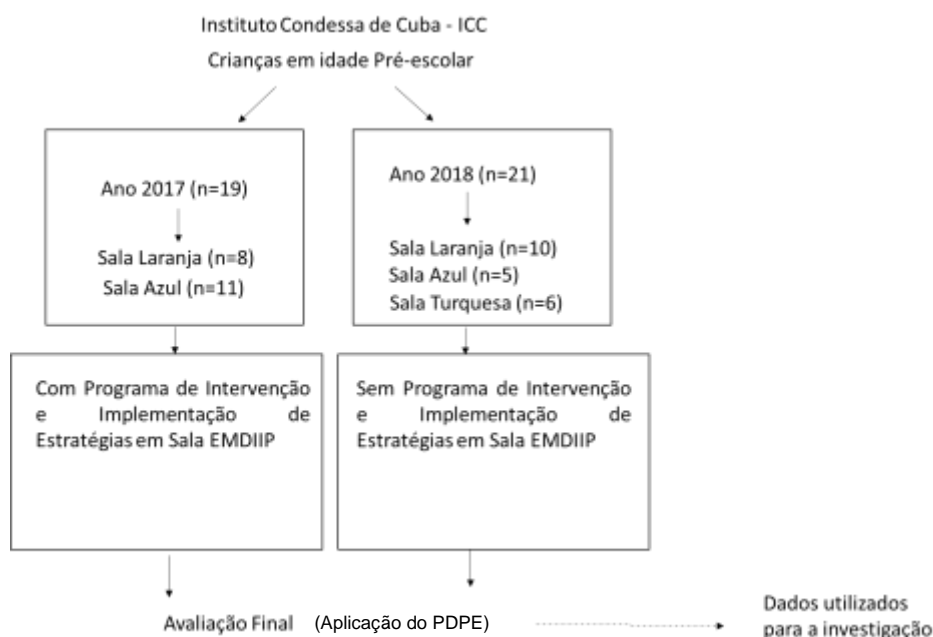 Instituto Condessa de Cuba - ICC
Crianças em idade Pré-escolar
Ano 2017 (n=19)
Sala Laranja (n=8)
Sala Azul (n=11)
Ano 2018 (n=21)
Sala Laranja (n=10)
Sala Azul (n=5)
Sala Turquesa (n=6)
Com Programa de Intervenção
e Implementação de
Estratégias em Sala EMDIIP
Sem Programa de Intervenção
e Implementação de
Estratégias em Sala EMDIIP
Avaliação Final (Aplicação do PDPE)
Dados utilizados
para a investigação